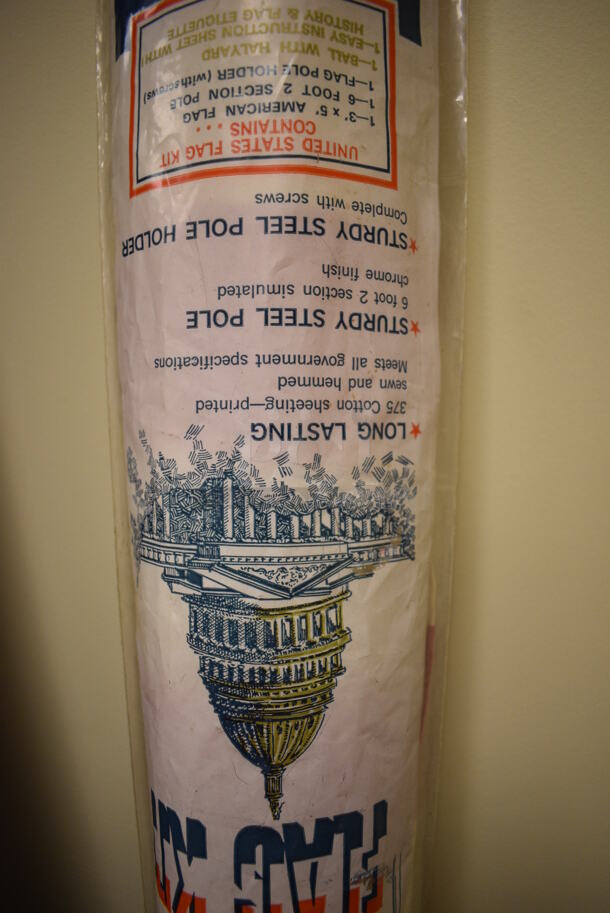 FLAG KIT
★ LONG LASTING
375 Cotton sheeting—printed
sewn and hemmed
Meets all government specifications
★ STURDY STEEL POLE
6 foot 2 section simulated
chrome finish
★ STURDY STEEL POLE HOLDER
Complete with screws
UNITED STATES FLAG KIT
CONTAINS . . .
1—3' x 5' AMERICAN FLAG
1—6 FOOT 2 SECTION POLE
1—FLAG POLE HOLDER (with screws)
1—BALL WITH HALYARD
1—EASY INSTRUCTION SHEET WITH
HISTORY & FLAG ETIQUETTE